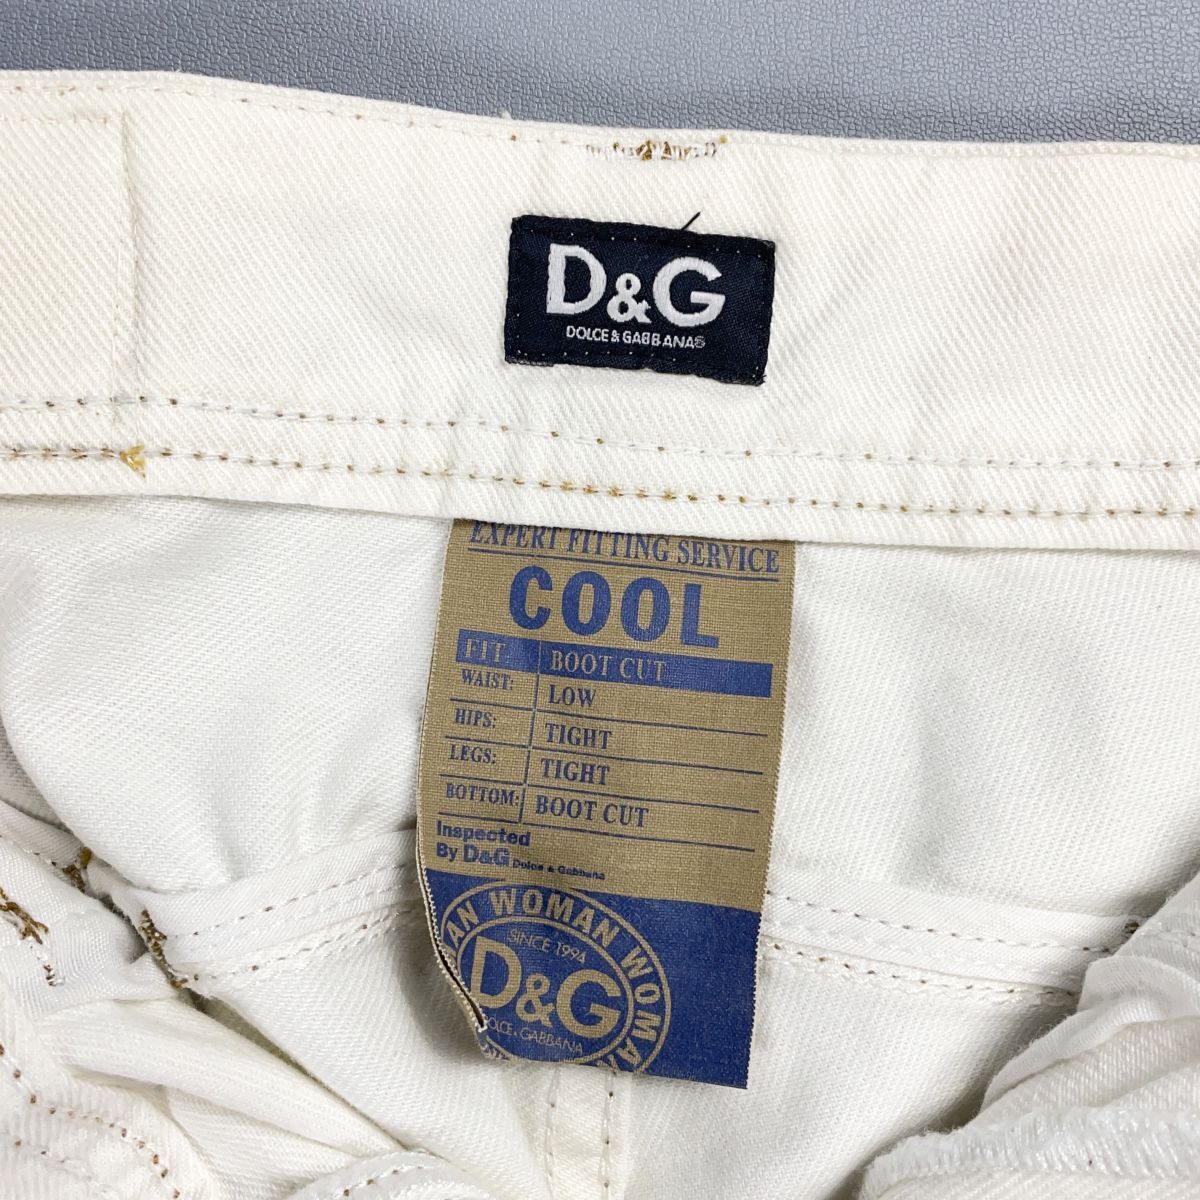 D&G
DOLCE & GABBANA®
EXPERT FITTING SERVICE
COOL
FIT: BOOT CUT
WAIST: LOW
HIPS: TIGHT
LEGS: TIGHT
BOTTOM: BOOT CUT
Inspected
By D&G Dolce & Gabbana
WOMAN WOMAN
SINCE 1994
D&G
DOLCE & GABBANA